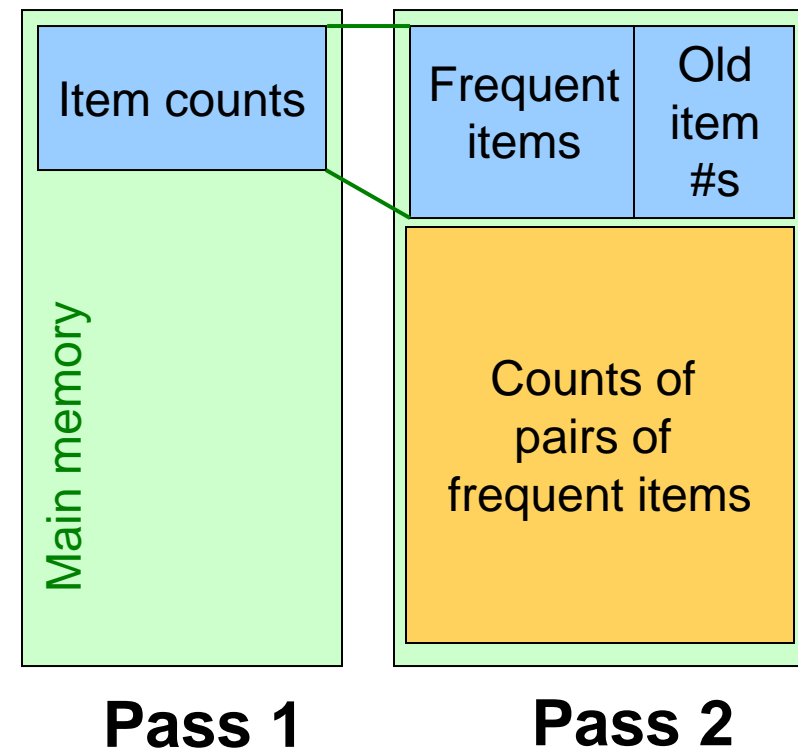 Item counts
Main memory
Frequent
items
Old
item
#s
Counts of
pairs of
frequent items
Pass 1
Pass 2